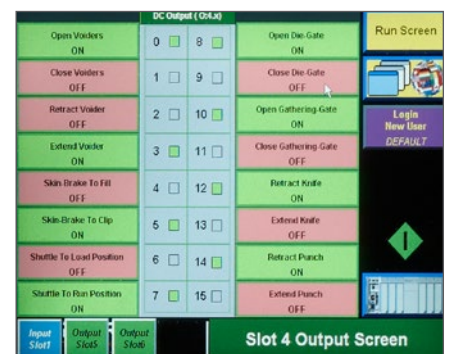 DC Output ( O:4.x)
Open Voiders
ON
0
8
Open Die-Gate
ON
Close Voiders
OFF
1
9
Close Die-Gate
OFF
Retract Voider
OFF
2
10
Open Gathering-Gate
ON
Extend Voider
ON
3
11
Close Gathering-Gate
OFF
Skin-Brake To Fill
OFF
4
12
Retract Knife
ON
Skin-Brake To Clip
ON
5
13
Extend Knife
OFF
Shuttle To Load Position
OFF
6
14
Retract Punch
ON
Shuttle To Run Position
ON
7
15
Extend Punch
OFF
Run Screen
Login
New User
DEFAULT
I
Input
Slot1
Output
Slot5
Output
Slot6
Slot 4 Output Screen